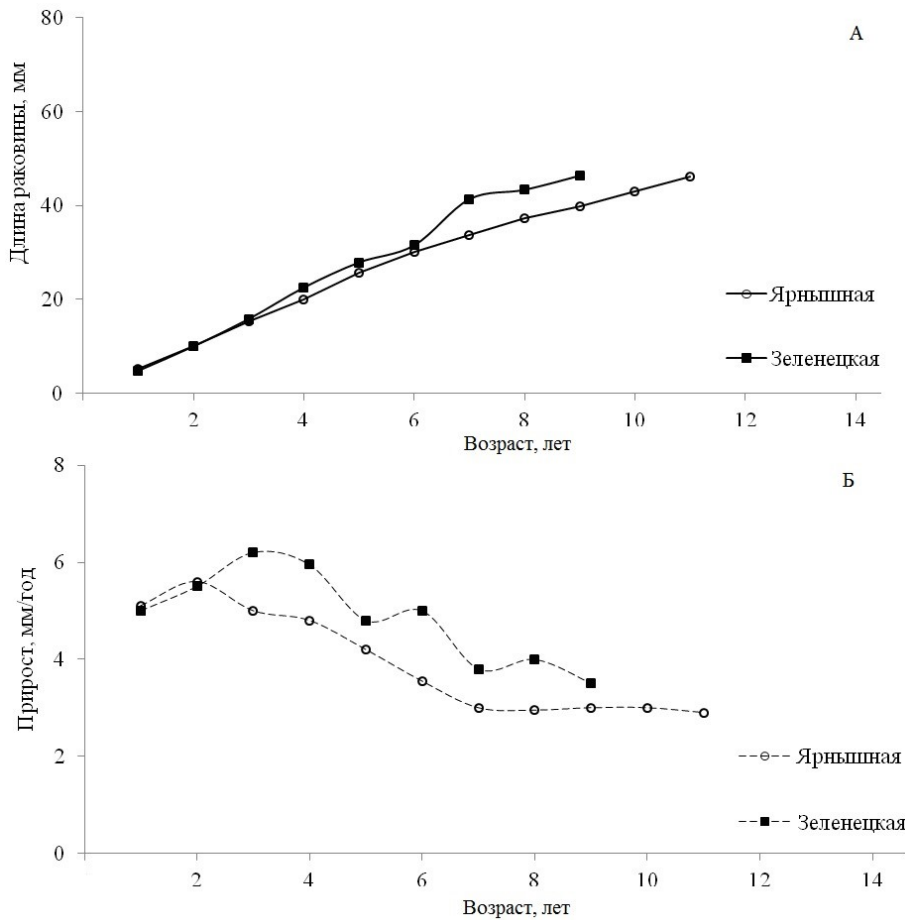 А
Длина раковины, мм
80
60
40
20
0
2 4 6 8 10 12 14
Возраст, лет
Ярнышная
Зеленецкая
Б
Прирост, мм/год
8
6
4
2
0
2 4 6 8 10 12 14
Возраст, лет
Ярнышная
Зеленецкая